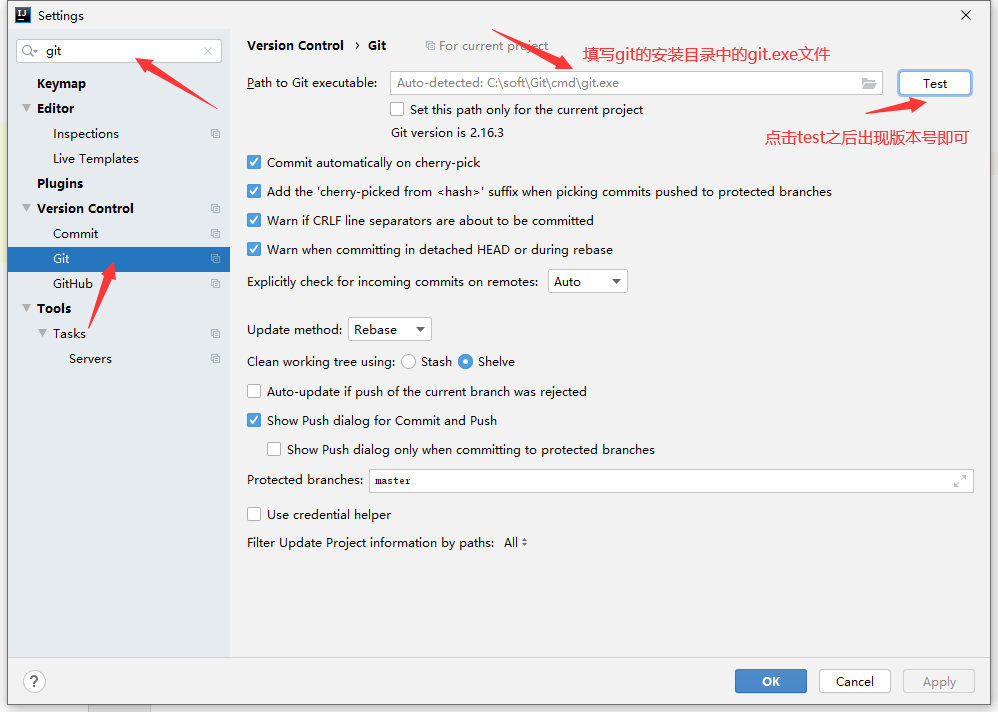 Settings
git
Keymap
Editor
Inspections
Live Templates
Plugins
Version Control
Commit
Git
GitHub
Tools
Tasks
Servers
Version Control › Git For current project
填写git的安装目录中的git.exe文件
Path to Git executable: Auto-detected: C:\soft\Git\cmd\git.exe Test
Set this path only for the current project
Git version is 2.16.3
点击test之后出现版本号即可
Commit automatically on cherry-pick
Add the 'cherry-picked from <hash>' suffix when picking commits pushed to protected branches
Warn if CRLF line separators are about to be committed
Warn when committing in detached HEAD or during rebase
Explicitly check for incoming commits on remotes: Auto
Update method: Rebase
Clean working tree using: Stash Shelve
Auto-update if push of the current branch was rejected
Show Push dialog for Commit and Push
Show Push dialog only when committing to protected branches
Protected branches: master
Use credential helper
Filter Update Project information by paths: All
? OK Cancel Apply